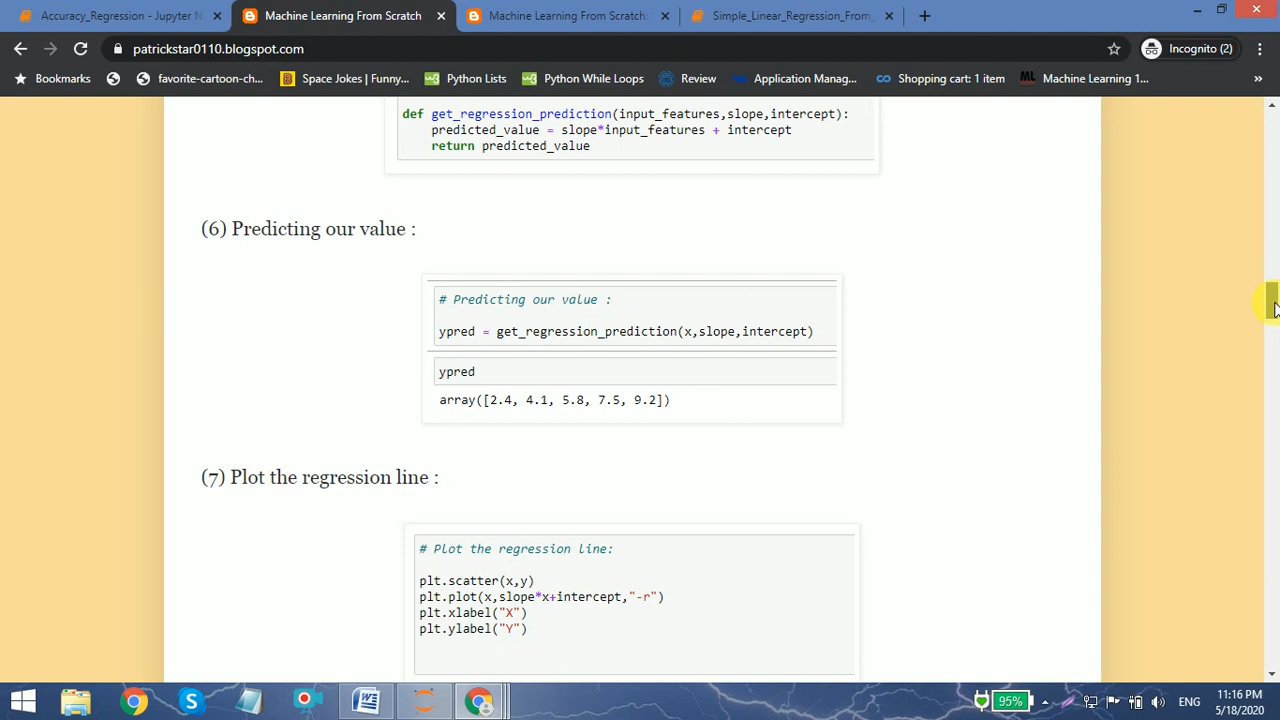 Accuracy_Regression - Jupyter N
Machine Learning From Scratch
Machine Learning From Scratch:
Simple_Linear_Regression_From_
patrickstar0110.blogspot.com
Incognito (2)
Bookmarks
favorite-cartoon-ch...
Space Jokes | Funny...
Python Lists
Python While Loops
Review
Application Manag...
Shopping cart: 1 item
ML
Machine Learning 1...
»
def get_regression_prediction(input_features,slope,intercept):
predicted_value = slope*input_features + intercept
return predicted_value
(6) Predicting our value :
# Predicting our value :
ypred = get_regression_prediction(x,slope,intercept)
ypred
array([2.4, 4.1, 5.8, 7.5, 9.2])
(7) Plot the regression line :
# Plot the regression line:
plt.scatter(x,y)
plt.plot(x,slope*x+intercept,"-r")
plt.xlabel("X")
plt.ylabel("Y")
95%
ENG
11:16 PM
5/18/2020